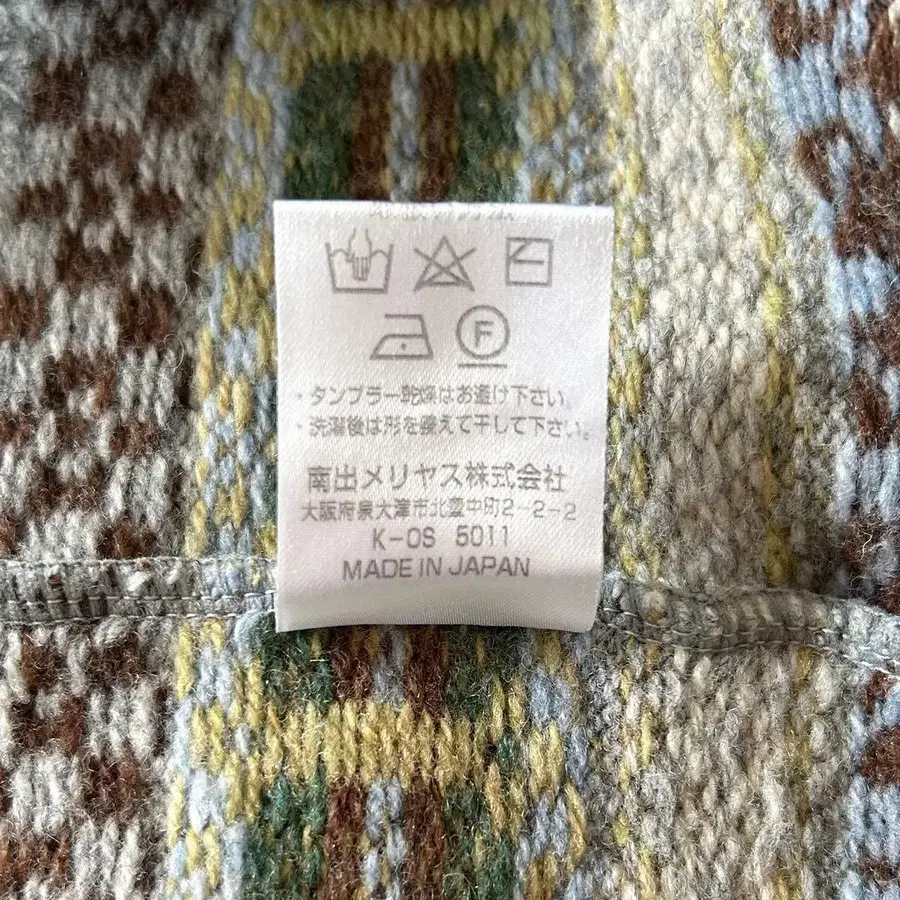 F
・タンブラー乾燥はお避け下さい。
・洗濯後は形を整えて干して下さい。
南出メリヤス株式会社
大阪府泉大津市北豊中町2-2-2
K-OS 5011
MADE IN JAPAN